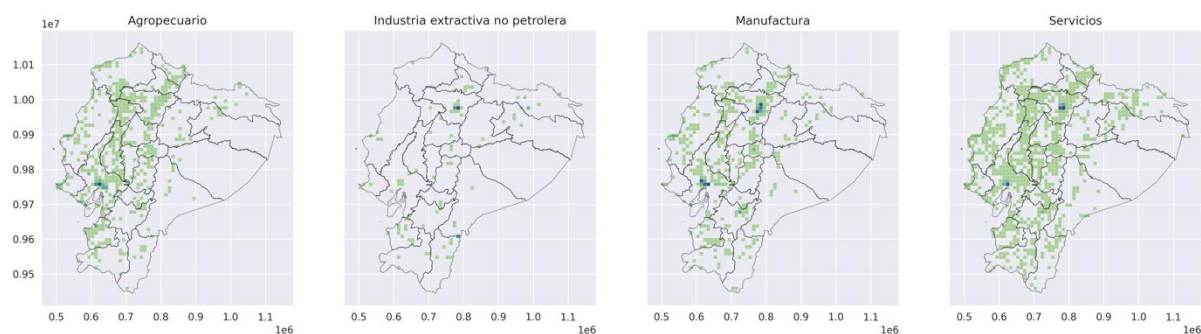 Agropecuario
Industria extractiva no petrolera
Manufactura
Servicios
1e7
1.01
1.00
0.99
0.98
0.97
0.96
0.95
0.5 0.6 0.7 0.8 0.9 1.0 1.1
1e6
0.5 0.6 0.7 0.8 0.9 1.0 1.1
1e6
0.5 0.6 0.7 0.8 0.9 1.0 1.1
1e6
0.5 0.6 0.7 0.8 0.9 1.0 1.1
1e6